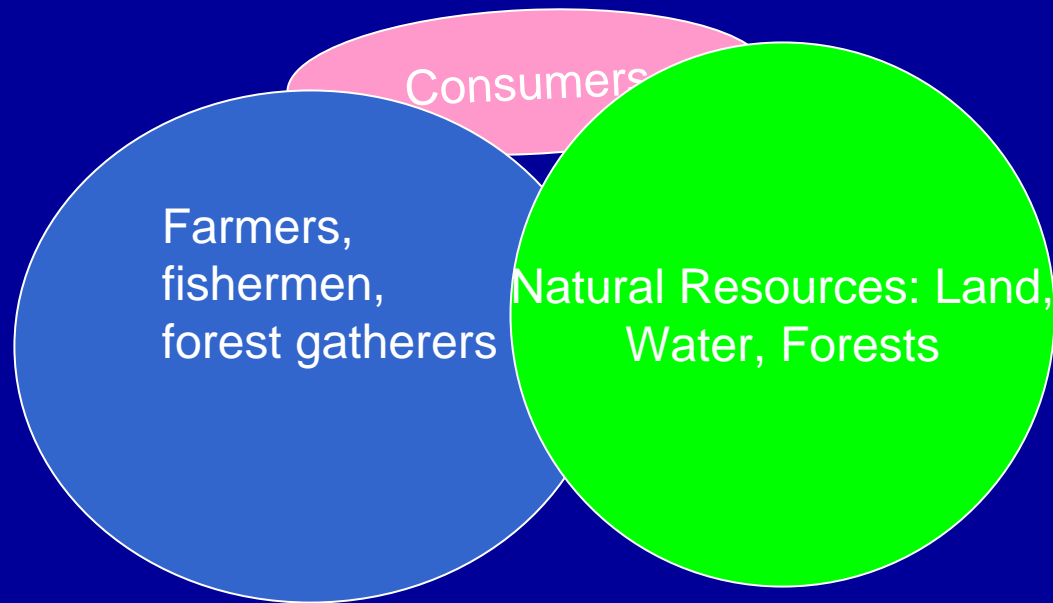 Consumers
Farmers,
fishermen,
forest gatherers
Natural Resources: Land,
Water, Forests